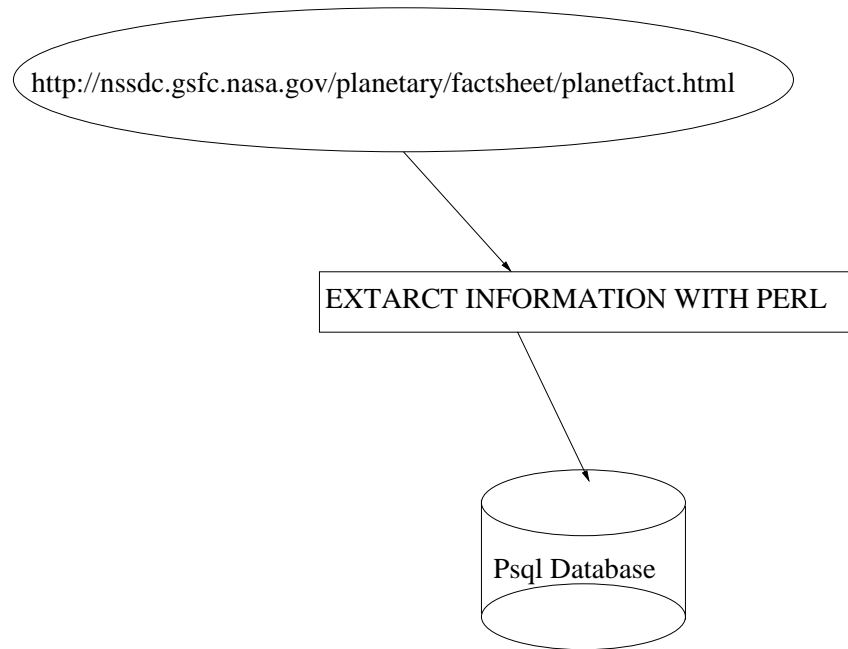 http://nssdc.gsfc.nasa.gov/planetary/factsheet/planetfact.html
EXTARCT INFORMATION WITH PERL
Psql Database